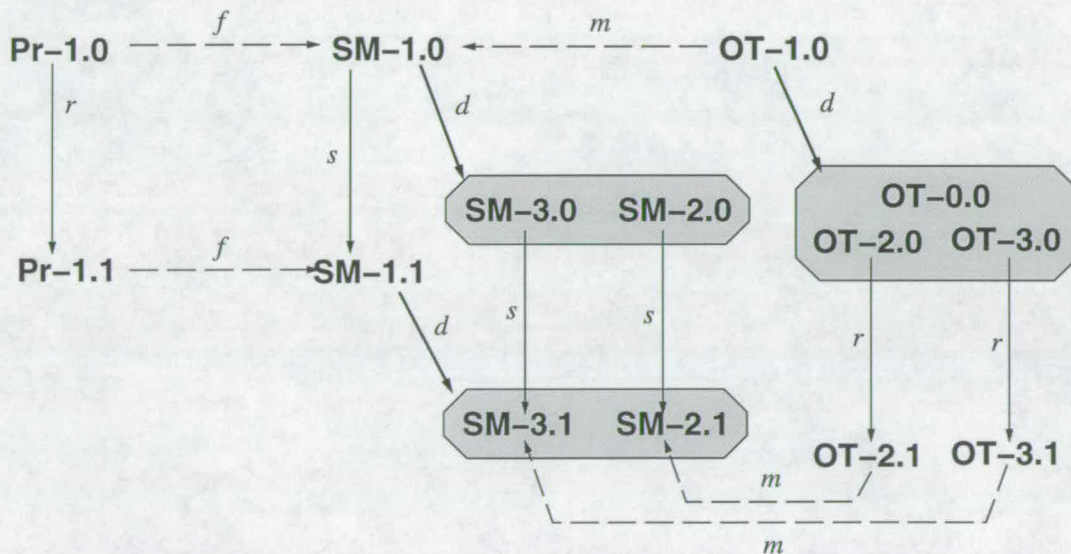 Pr–1.0 f SM–1.0 m OT–1.0
r s d d
SM–3.0 SM–2.0 OT–0.0
OT–2.0 OT–3.0
Pr–1.1 f SM–1.1
d s s r r
SM–3.1 SM–2.1 OT–2.1 OT–3.1
m
m